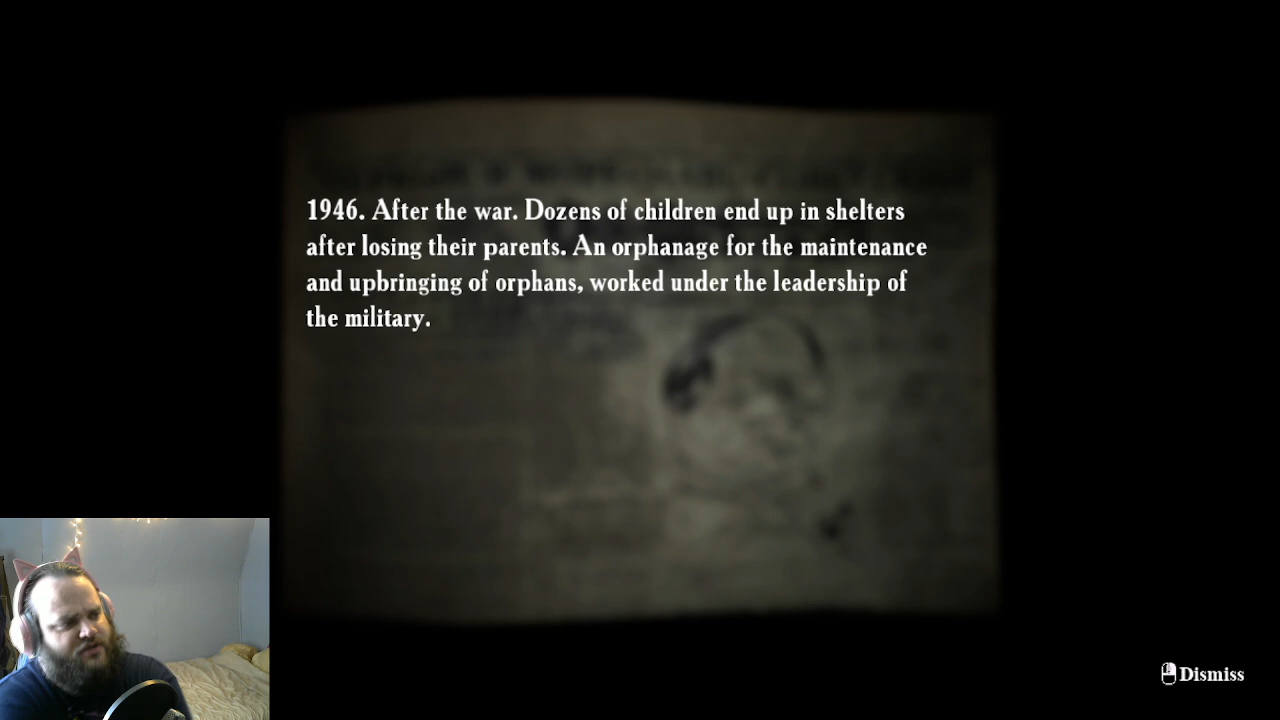 1946. After the war. Dozens of children end up in shelters
after losing their parents. An orphanage for the maintenance
and upbringing of orphans, worked under the leadership of
the military.
Dismiss